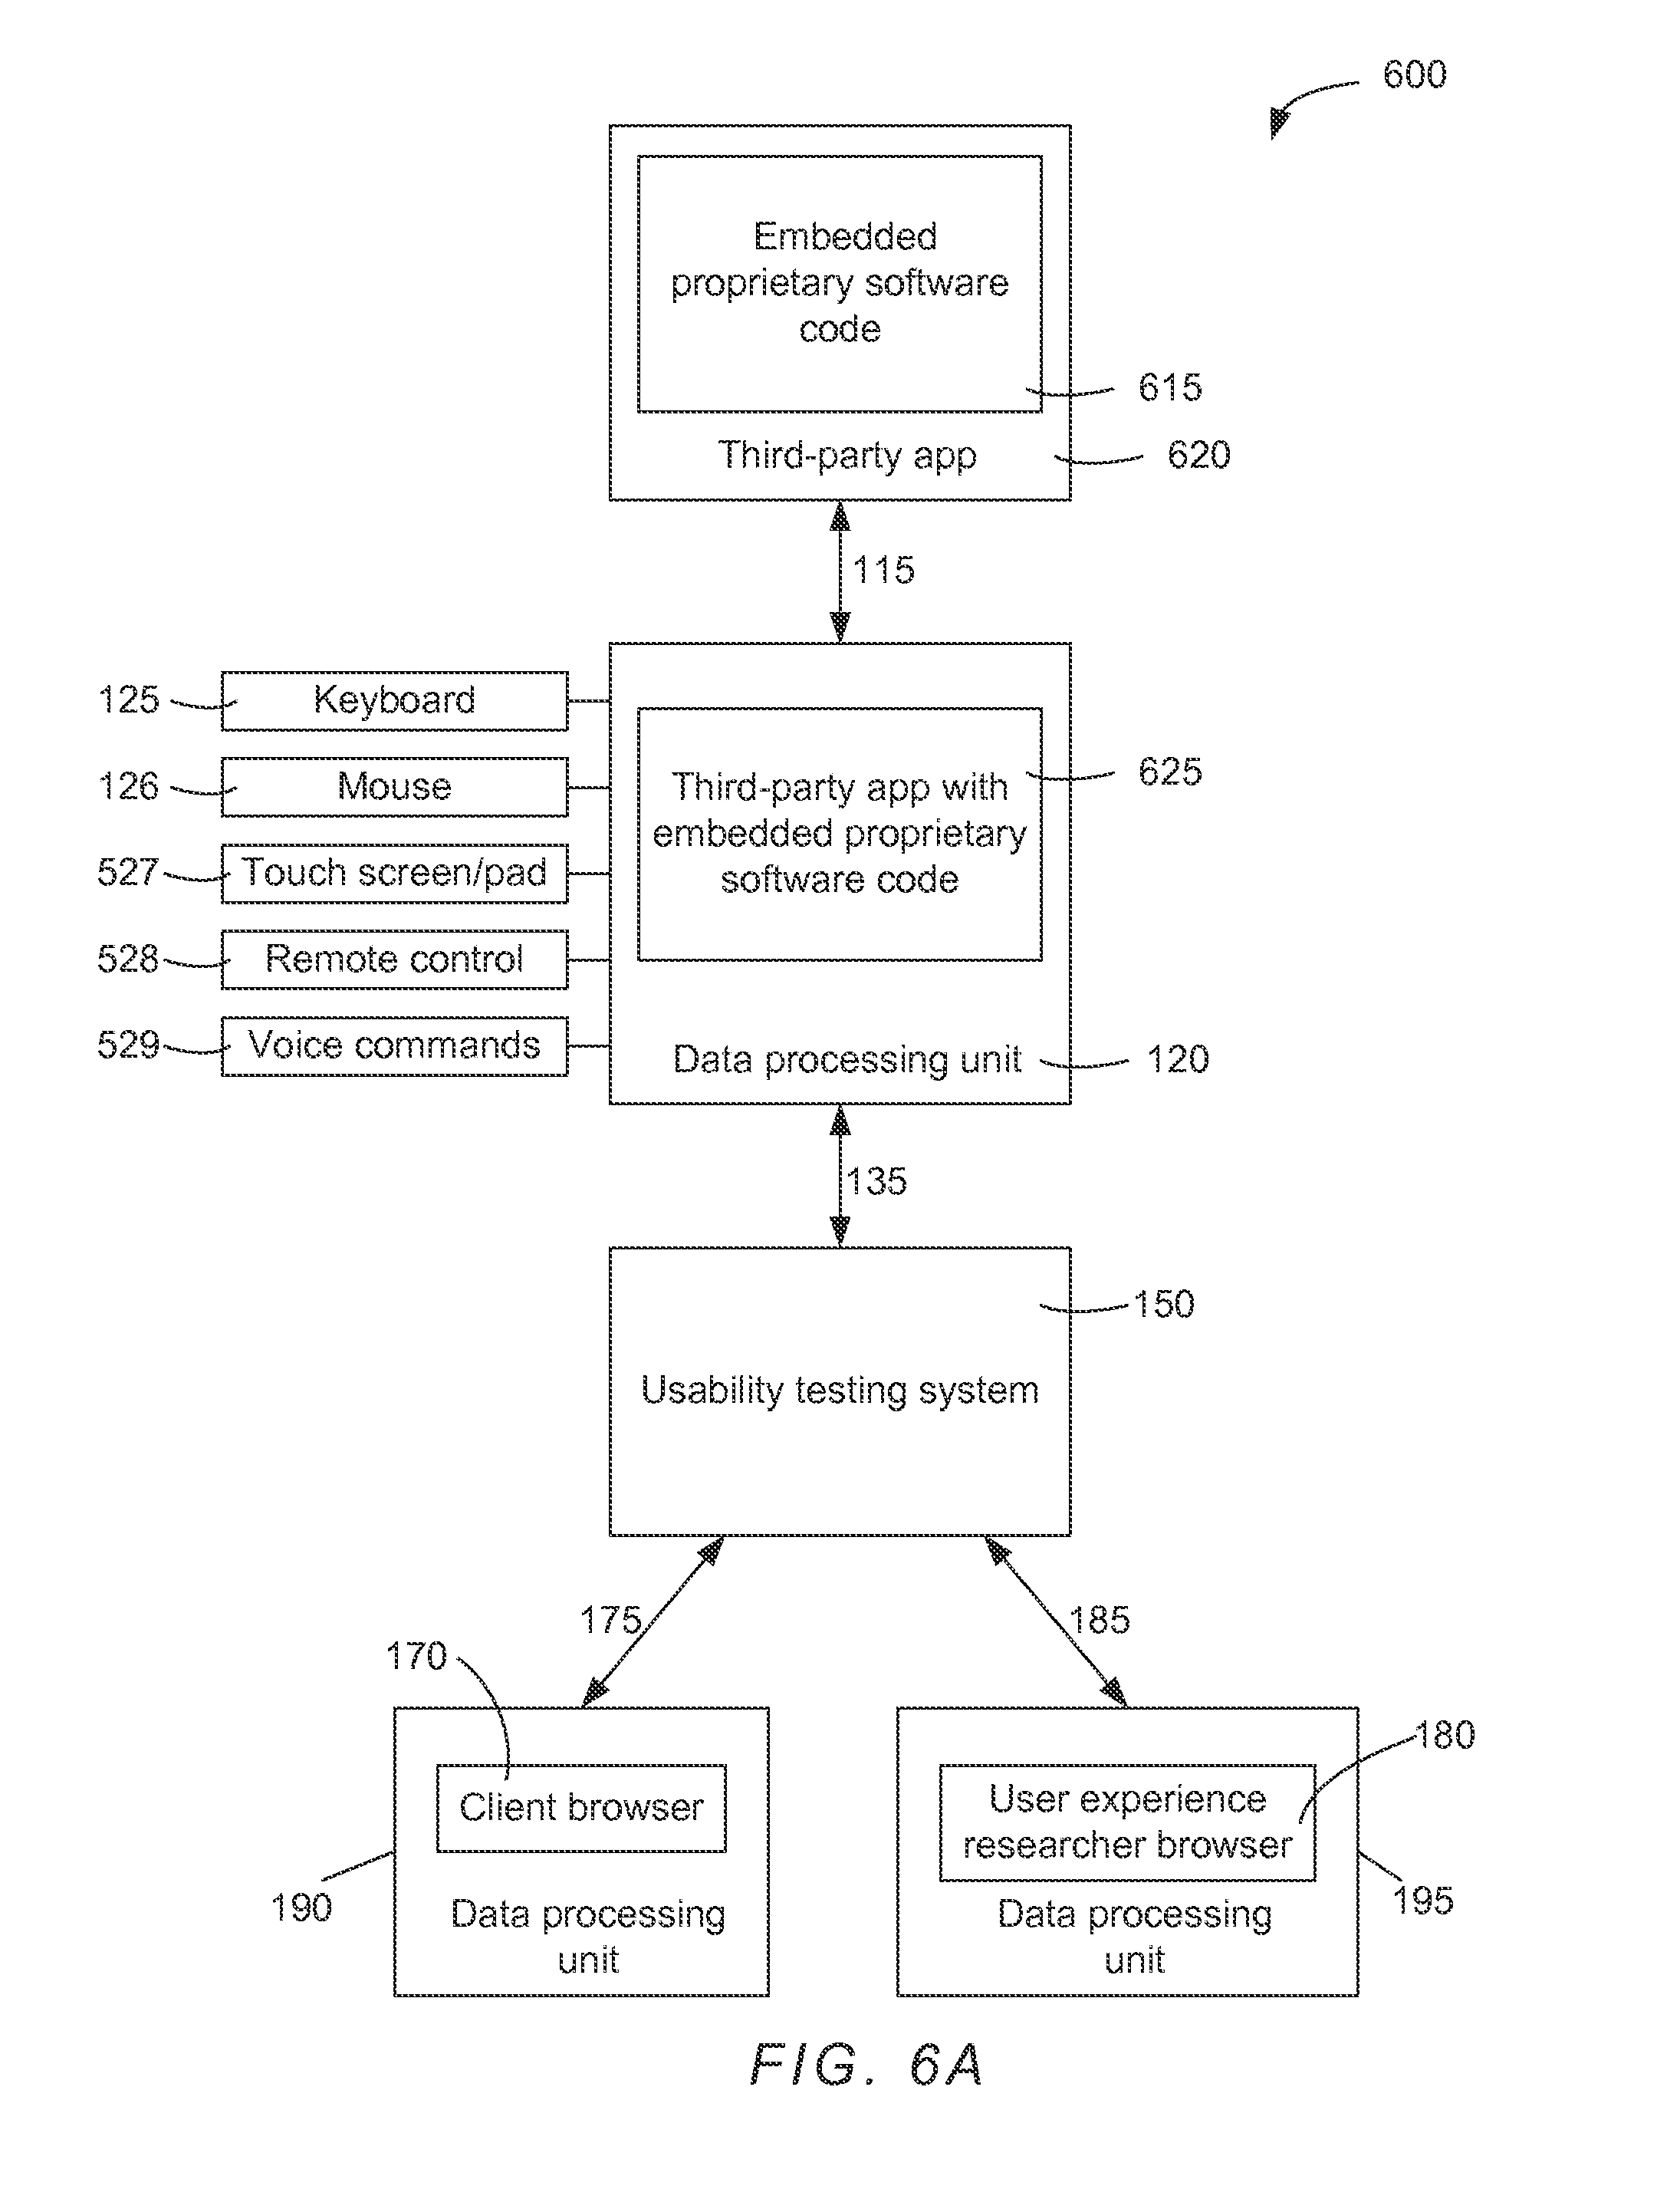 600
Embedded
proprietary software
code
615
Third-party app
620
115
125
Keyboard
126
Mouse
527
Touch screen/pad
528
Remote control
529
Voice commands
Third-party app with
embedded proprietary
software code
625
Data processing unit
120
135
150
Usability testing system
175
185
170
180
Client browser
User experience
researcher browser
190
195
Data processing
unit
Data processing
unit
FIG. 6A